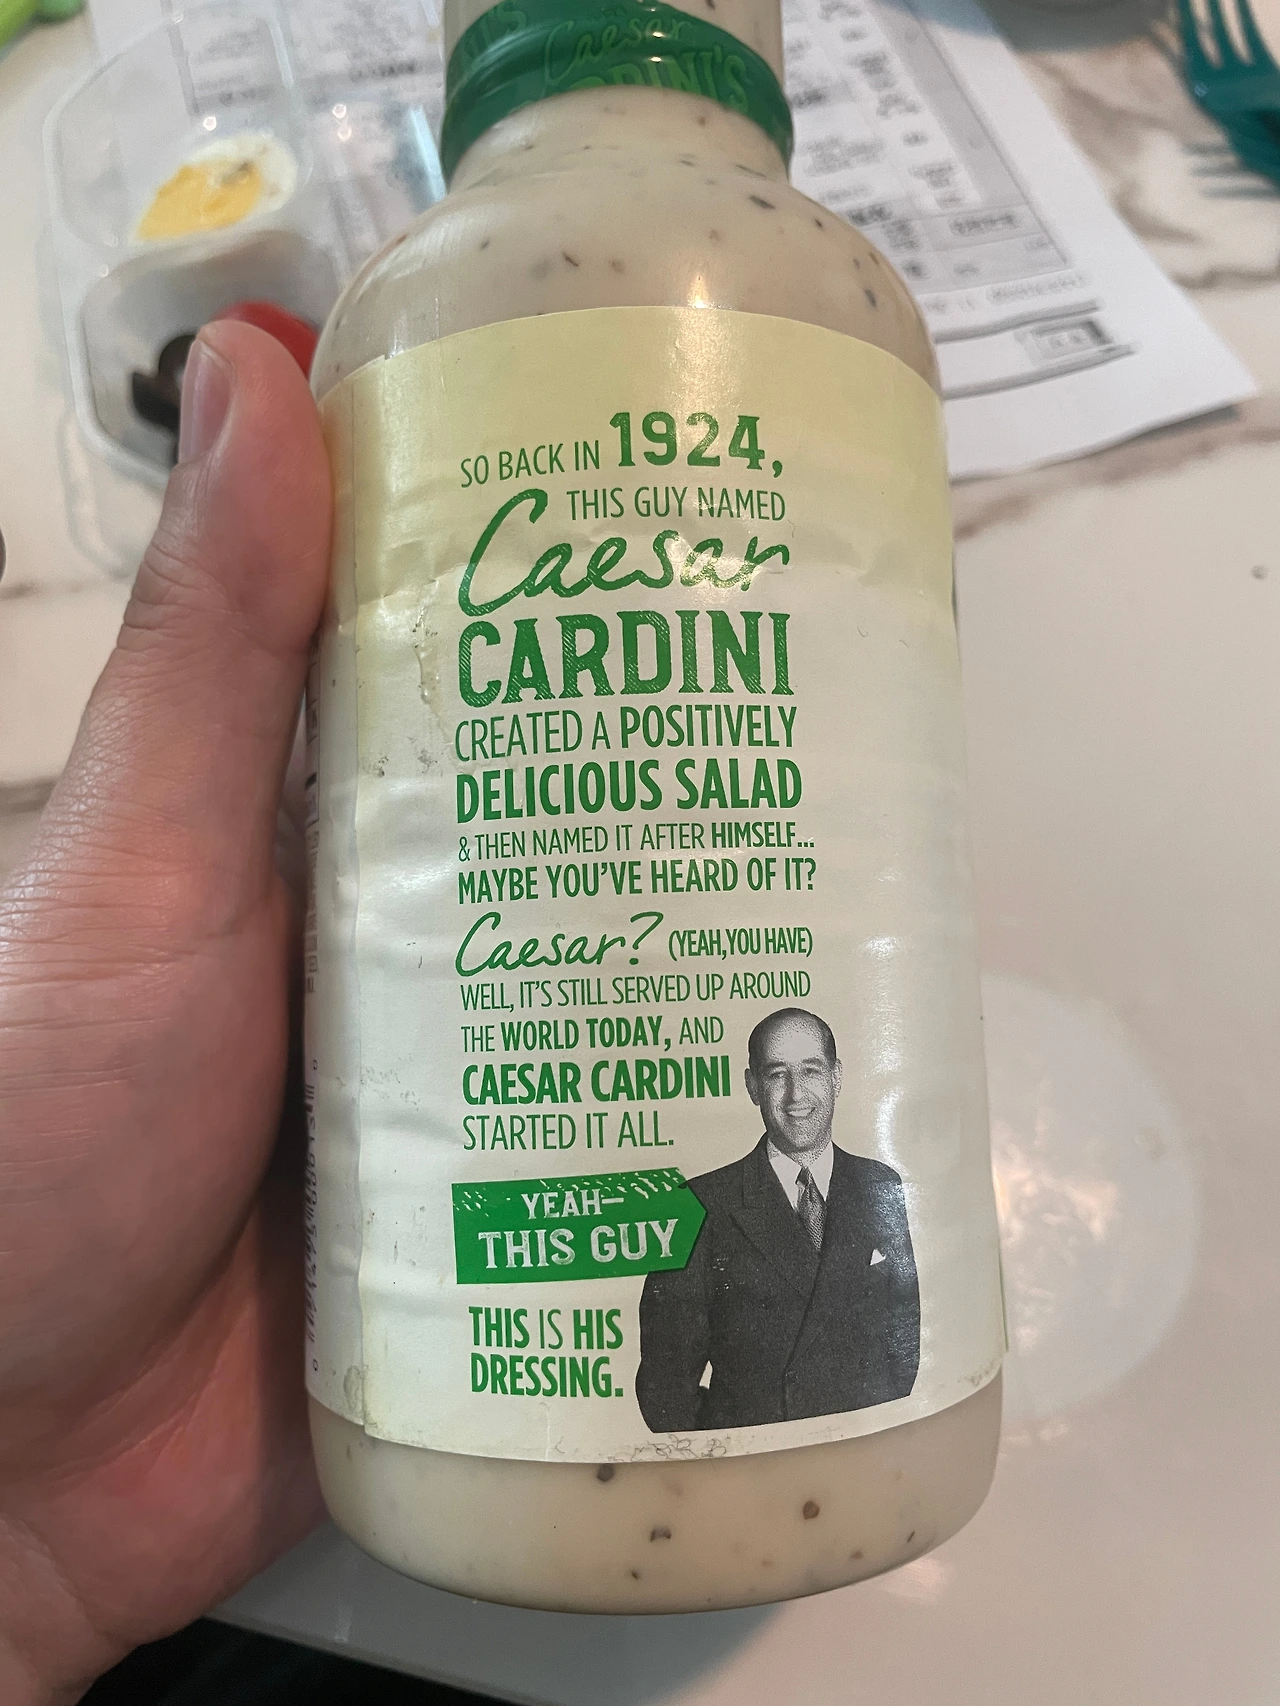 Caesar
CARDINI'S
SO BACK IN 1924,
THIS GUY NAMED
Caesar
CARDINI
CREATED A POSITIVELY
DELICIOUS SALAD
& THEN NAMED IT AFTER HIMSELF...
MAYBE YOU'VE HEARD OF IT?
Caesar? (YEAH, YOU HAVE)
WELL, IT'S STILL SERVED UP AROUND
THE WORLD TODAY, AND
CAESAR CARDINI
STARTED IT ALL.
YEAH—
THIS GUY
THIS IS HIS
DRESSING.